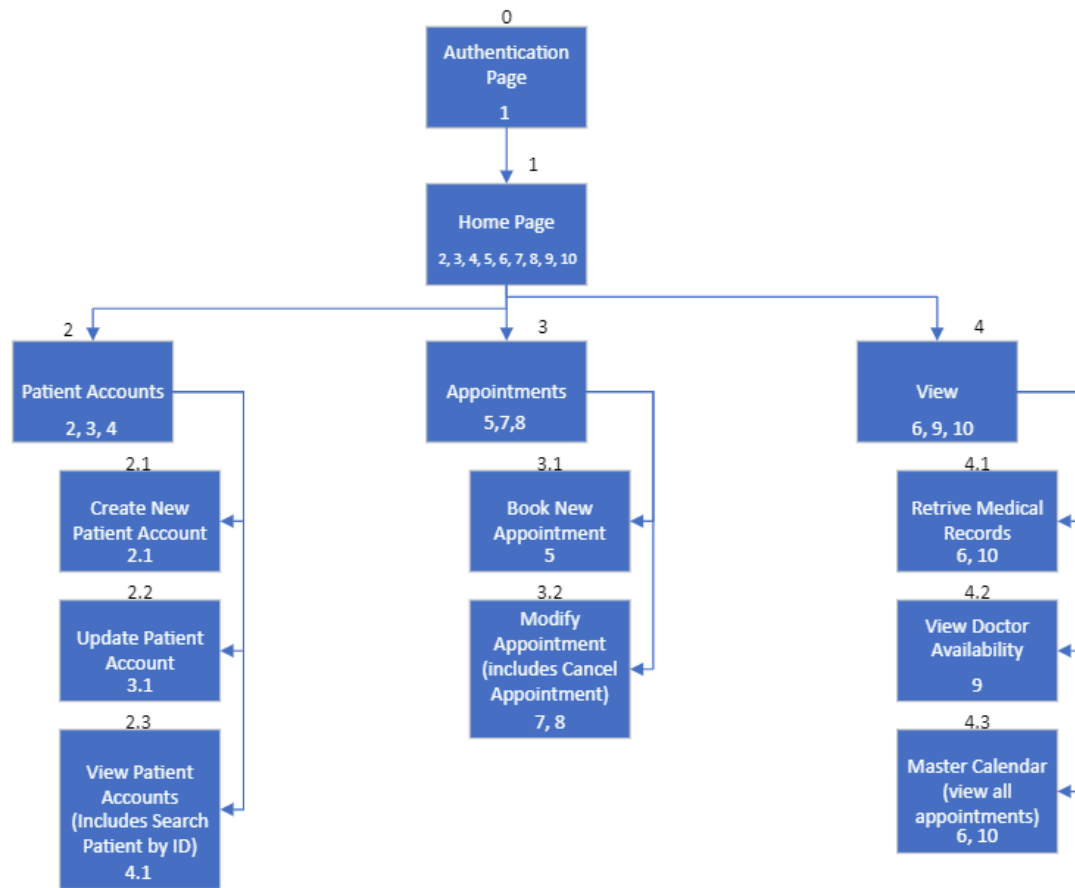 0
Authentication
Page
1
1
Home Page
2, 3, 4, 5, 6, 7, 8, 9, 10
2
Patient Accounts
2, 3, 4
2.1
Create New
Patient Account
2.1
2.2
Update Patient
Account
3.1
2.3
View Patient
Accounts
(Includes Search
Patient by ID)
4.1
3
Appointments
5,7,8
3.1
Book New
Appointment
5
3.2
Modify
Appointment
(includes Cancel
Appointment)
7, 8
4
View
6, 9, 10
4.1
Retrive Medical
Records
6, 10
4.2
View Doctor
Availability
9
4.3
Master Calendar
(view all
appointments)
6, 10